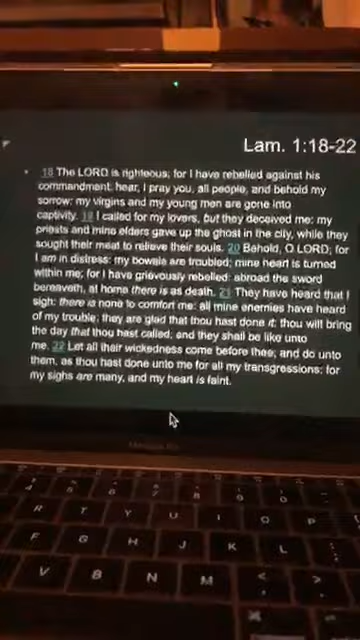 Lam. 1:18-22
18 The LORD is righteous; for I have rebelled against his
commandment: hear, I pray you, all people, and behold my
sorrow: my virgins and my young men are gone into
captivity. 19 I called for my lovers, but they deceived me: my
priests and mine elders gave up the ghost in the city, while they
sought their meat to relieve their souls. 20 Behold, O LORD; for
I am in distress: my bowels are troubled; mine heart is turned
within me; for I have grievously rebelled: abroad the sword
bereaveth, at home there is as death. 21 They have heard that I
sigh: there is none to comfort me: all mine enemies have heard
of my trouble; they are glad that thou hast done it: thou will bring
the day that thou hast called, and they shall be like unto
me. 22 Let all their wickedness come before thee; and do unto
them, as thou hast done unto me for all my transgressions: for
my sighs are many, and my heart is faint.
4 5 6 7 8 9 0
R T Y U I O P
F G H J K L
V B N M < >